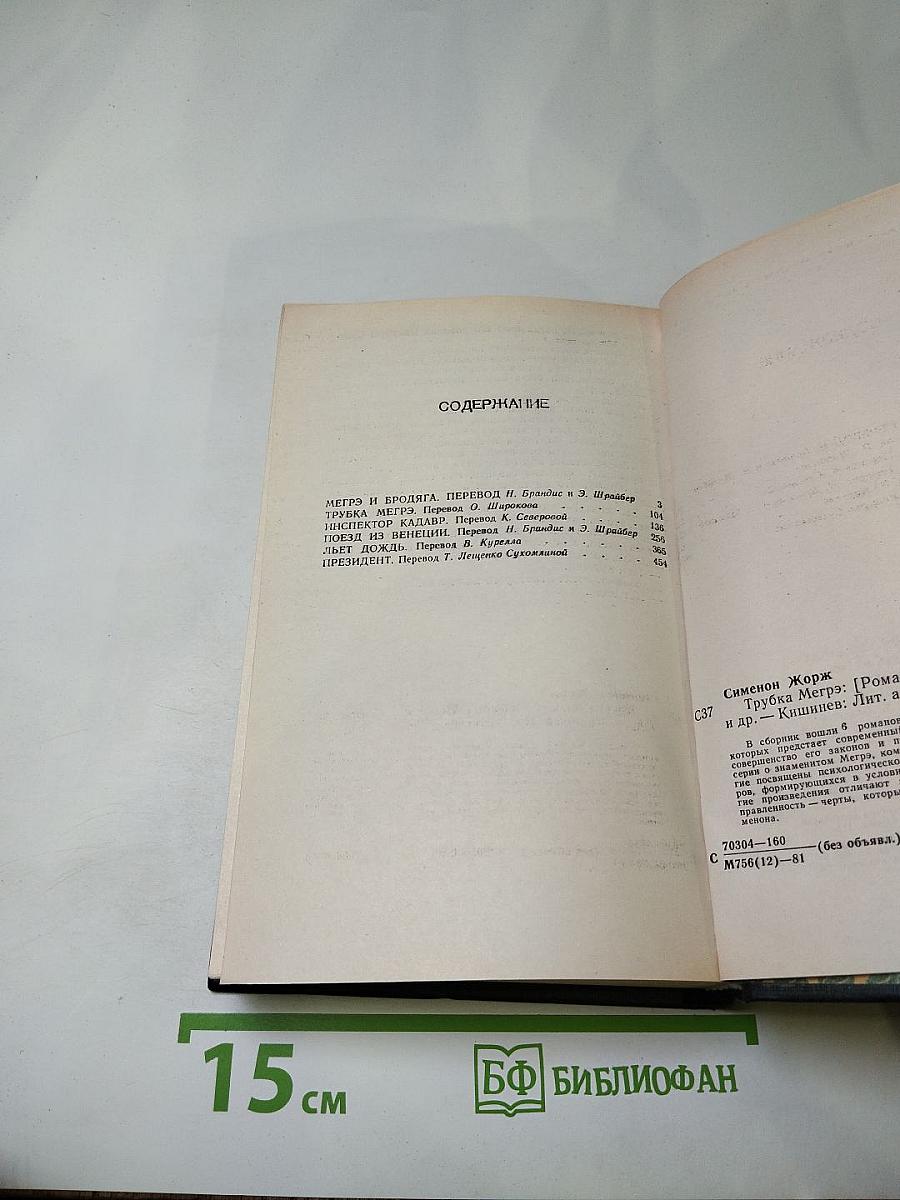 СОДЕРЖАНИЕ
МЕГРЭ И БРОДЯГА. ПЕРЕВОД Н. Брандис и Э. Шрайбер 3
ТРУБКА МЕГРЭ. Перевод О. Широкова . . . . . 104
ИНСПЕКТОР КАДАВР. Перевод К. Северовой . . . . 136
ПОЕЗД ИЗ ВЕНЕЦИИ. Перевод Н. Брандис и Э. Шрайбер 256
ЛЬЕТ ДОЖДЬ. Перевод В. Курелла . . . . . . 365
ПРЕЗИДЕНТ. Перевод Т. Лещенко Сухомлиной . . . . 454
Сименон Жорж
С37 Трубка Мегрэ: [Рома
и др. — Кишинев: Лит. а
В сборник вошли 6 романов
которых предстает современный
совершенство его законов и п
серии о знаменитом Мегрэ, ком
гие посвящены психологическо
ров, формирующихся в условия
гие произведения отличают
правленность — черты, которы
менона.
С 70304—160
М756(12)—81 (без объявл.)
15 см
БФ БИБЛИОФАН